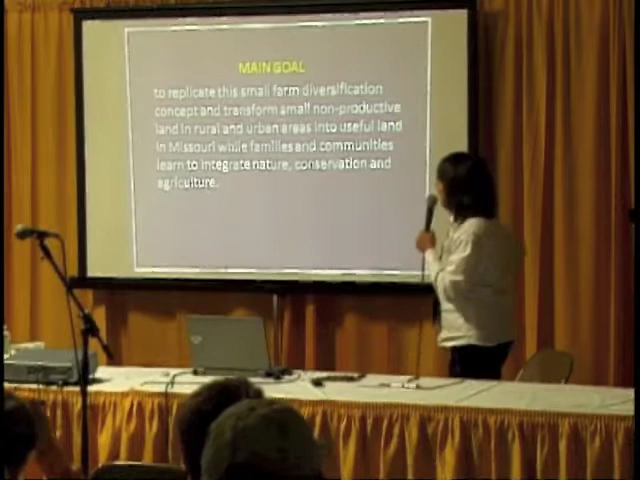 MAIN GOAL
to replicate this small farm diversification
concept and transform small non-productive
land in rural and urban areas into useful land
in Missouri while families and communities
learn to integrate nature, conservation and
agriculture.